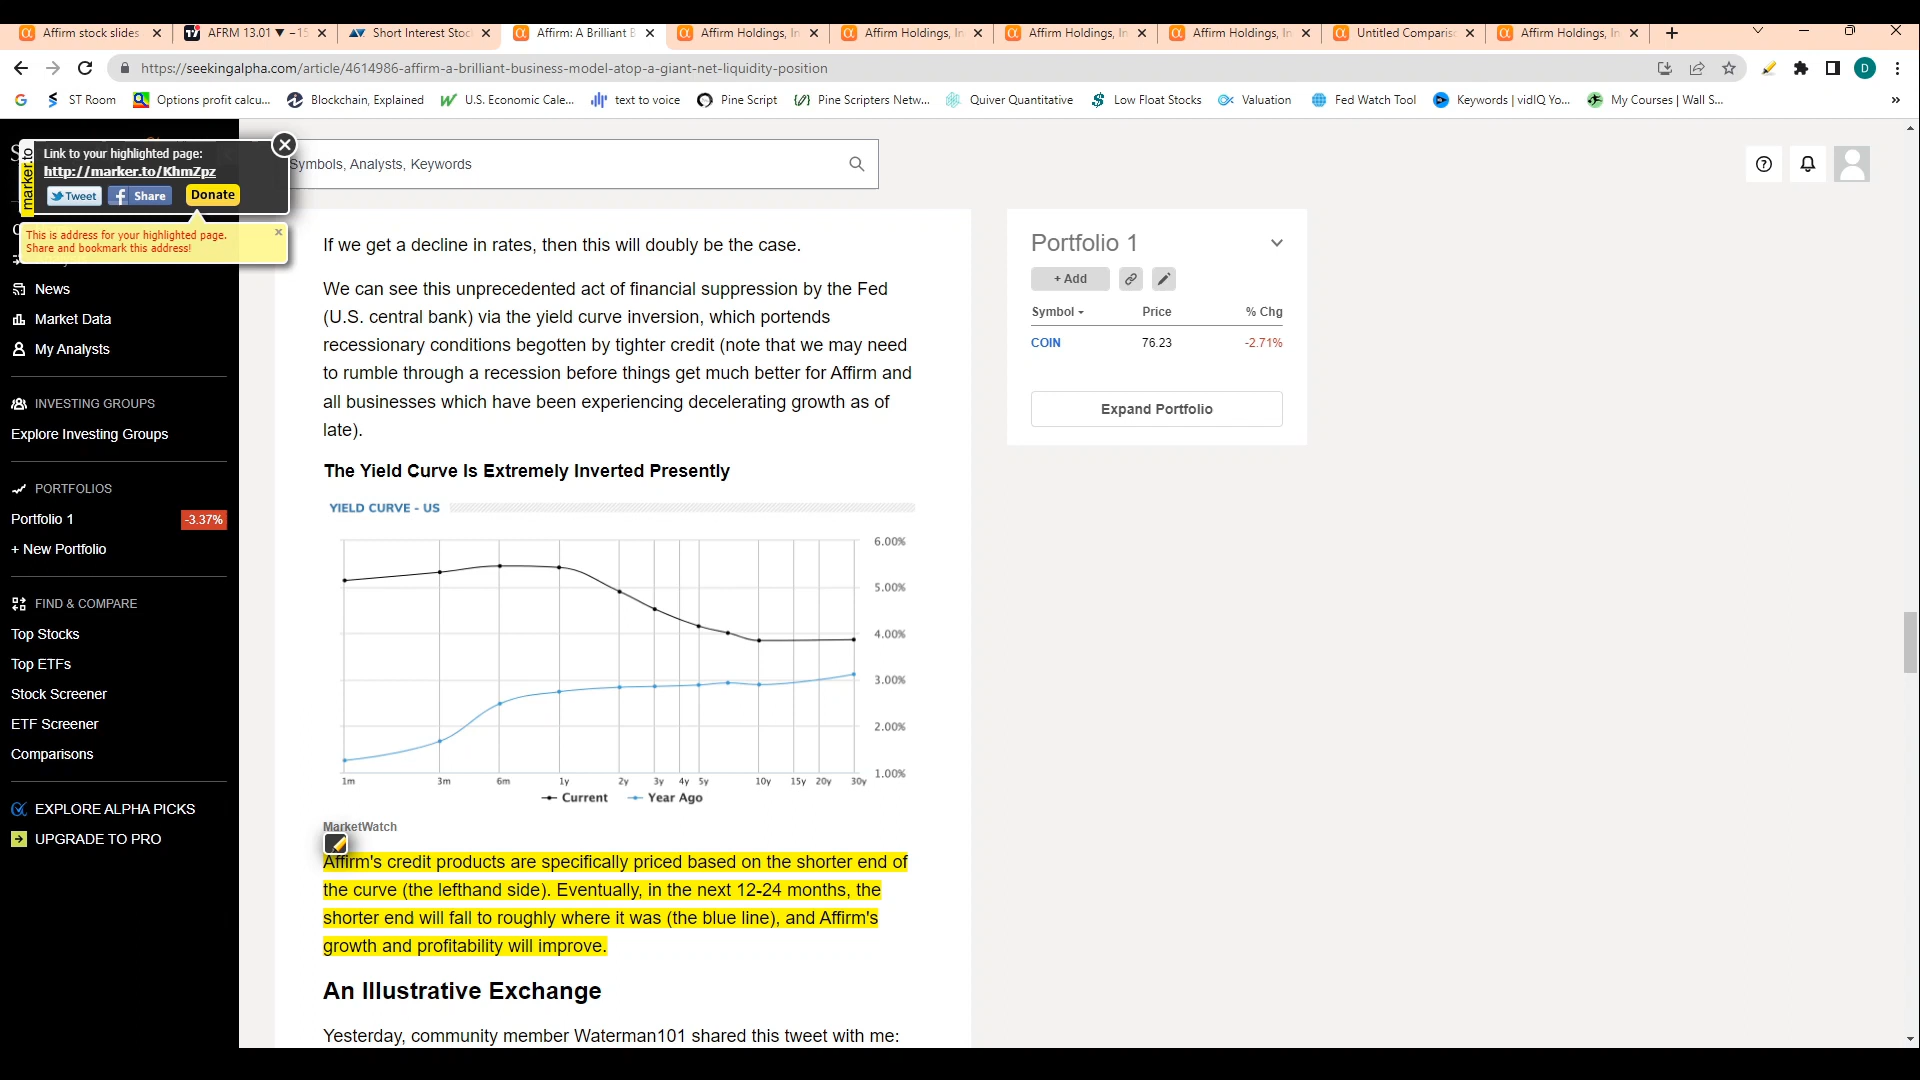 Affirm stock slides
AFRM 13.01 ▼ −15
Short Interest Stoc
Affirm: A Brilliant B
Affirm Holdings, In
Affirm Holdings, In
Affirm Holdings, In
Affirm Holdings, In
Untitled Comparis
Affirm Holdings, In
https://seekingalpha.com/article/4614986-affirm-a-brilliant-business-model-atop-a-giant-net-liquidity-position
D
ST Room
Options profit calcu...
Blockchain, Explained
U.S. Economic Cale...
text to voice
Pine Script
Pine Scripters Netw...
Quiver Quantitative
Low Float Stocks
Valuation
Fed Watch Tool
Keywords | vidIQ Yo...
My Courses | Wall S...
marker.to
Link to your highlighted page:
http://marker.to/KhmZpz
Tweet
Share
Donate
This is address for your highlighted page.
Share and bookmark this address!
Symbols, Analysts, Keywords
News
Market Data
My Analysts
INVESTING GROUPS
Explore Investing Groups
PORTFOLIOS
Portfolio 1
-3.37%
+ New Portfolio
FIND & COMPARE
Top Stocks
Top ETFs
Stock Screener
ETF Screener
Comparisons
EXPLORE ALPHA PICKS
UPGRADE TO PRO
If we get a decline in rates, then this will doubly be the case.
We can see this unprecedented act of financial suppression by the Fed
(U.S. central bank) via the yield curve inversion, which portends
recessionary conditions begotten by tighter credit (note that we may need
to rumble through a recession before things get much better for Affirm and
all businesses which have been experiencing decelerating growth as of
late).
The Yield Curve Is Extremely Inverted Presently
YIELD CURVE - US
6.00%
5.00%
4.00%
3.00%
2.00%
1.00%
1m 3m 6m 1y 2y 3y 4y 5y 10y 15y 20y 30y
Current Year Ago
MarketWatch
Affirm's credit products are specifically priced based on the shorter end of
the curve (the lefthand side). Eventually, in the next 12-24 months, the
shorter end will fall to roughly where it was (the blue line), and Affirm's
growth and profitability will improve.
An Illustrative Exchange
Yesterday, community member Waterman101 shared this tweet with me:
Portfolio 1
+ Add
Symbol Price % Chg
COIN 76.23 -2.71%
Expand Portfolio